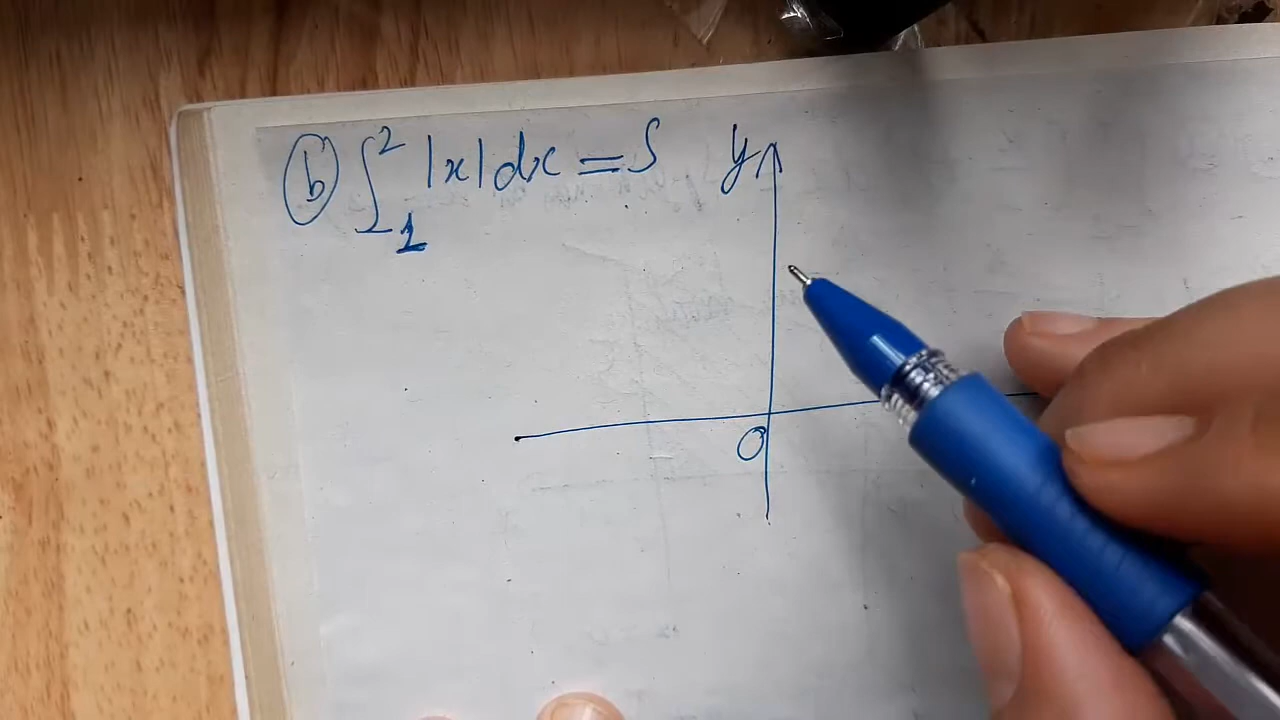 b ∫₁² |x| dx = S
y
O